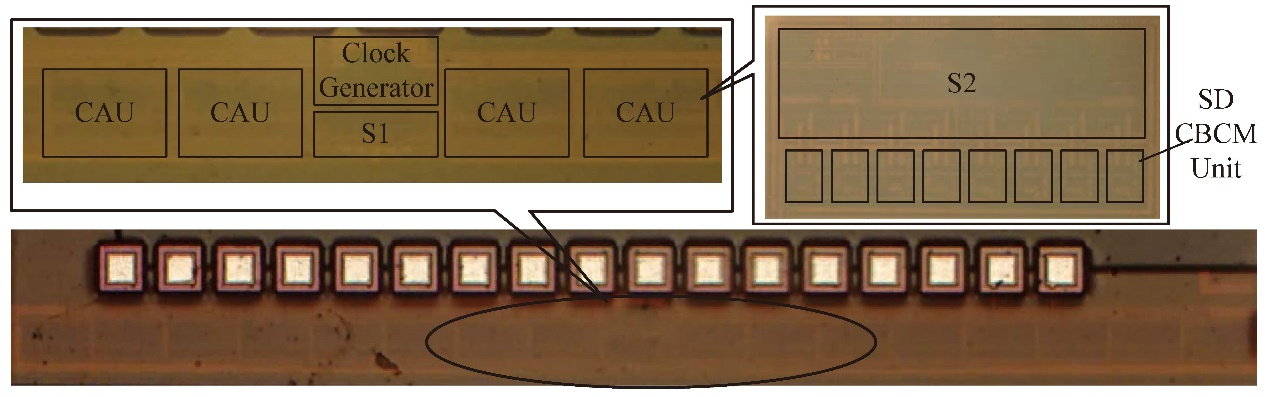 CAU
CAU
Clock
Generator
S1
CAU
CAU
S2
SD
CBCM
Unit